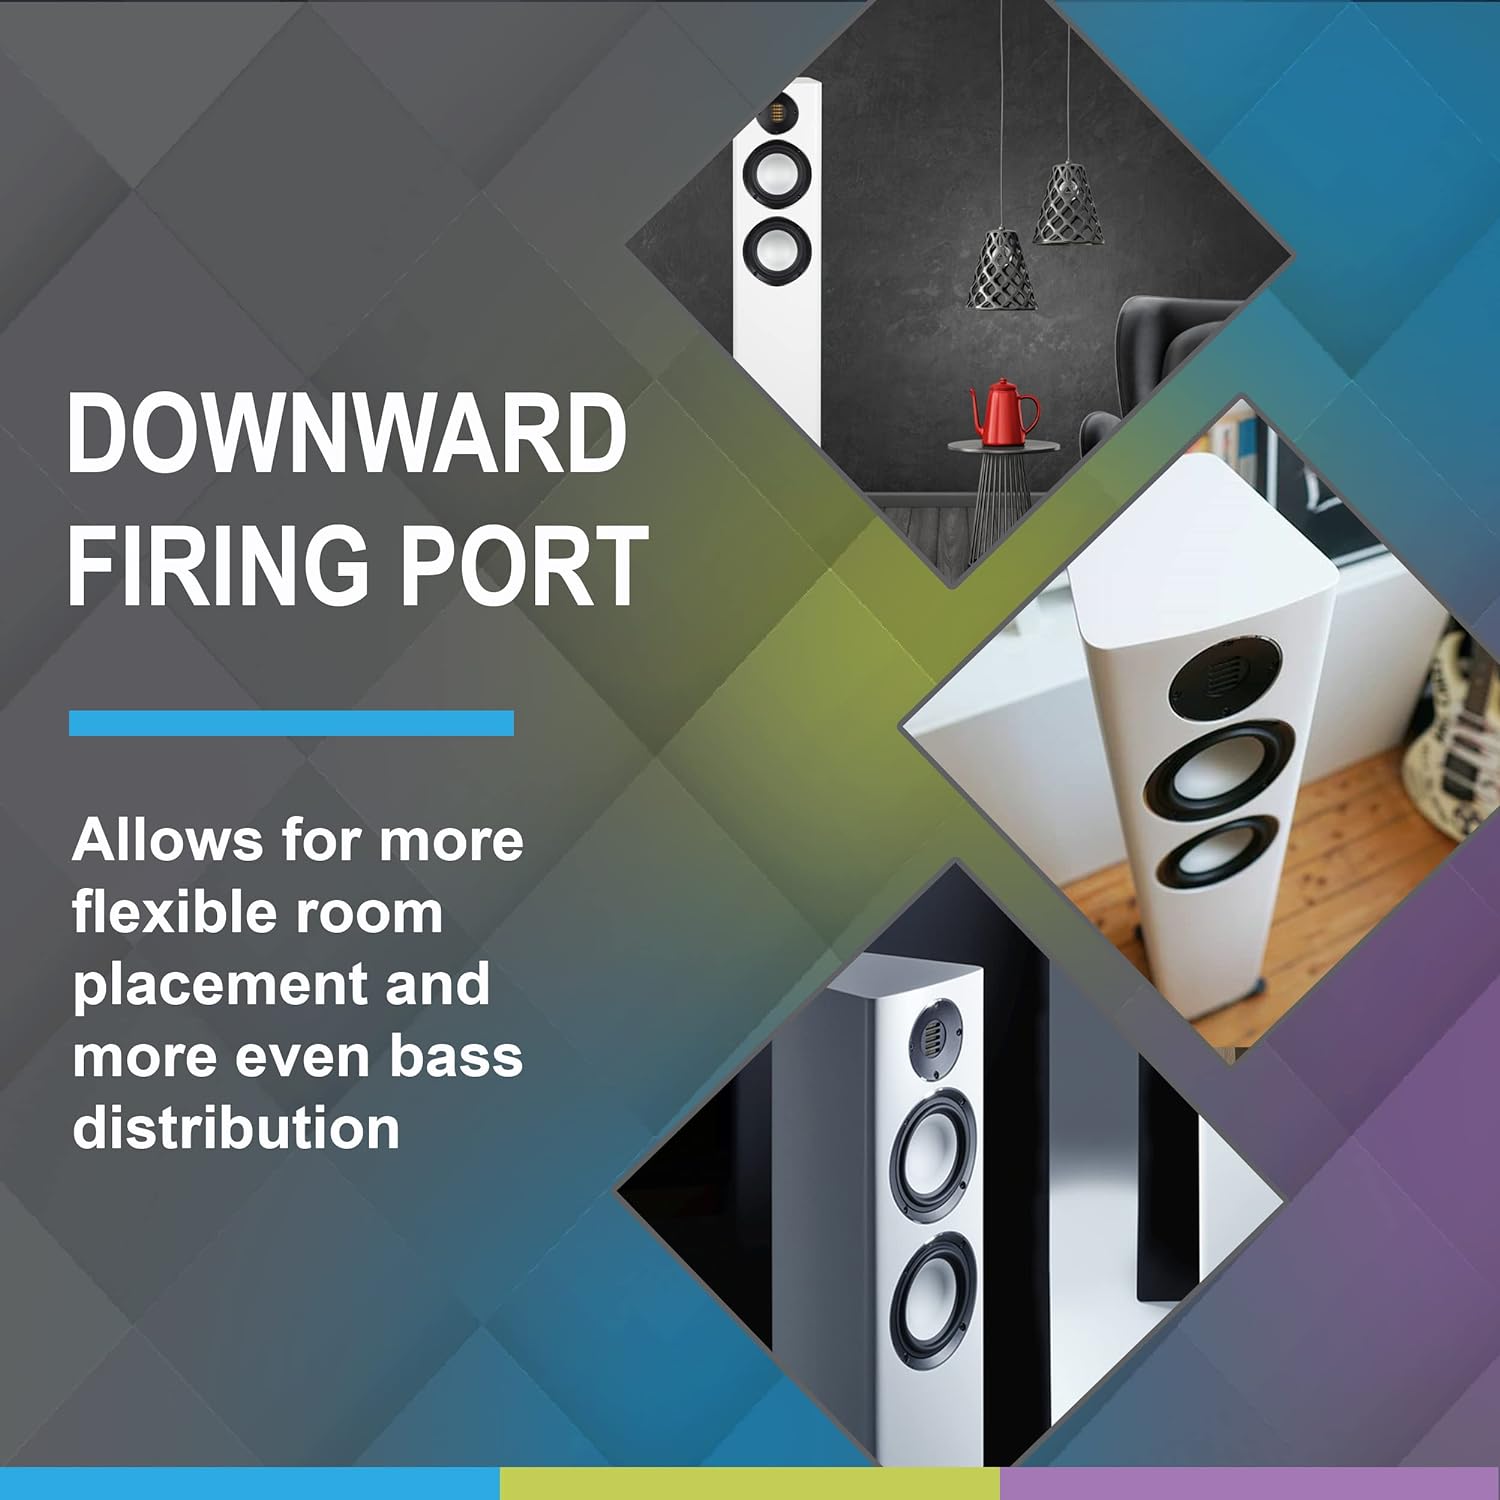 DOWNWARD
FIRING PORT
Allows for more
flexible room
placement and
more even bass
distribution